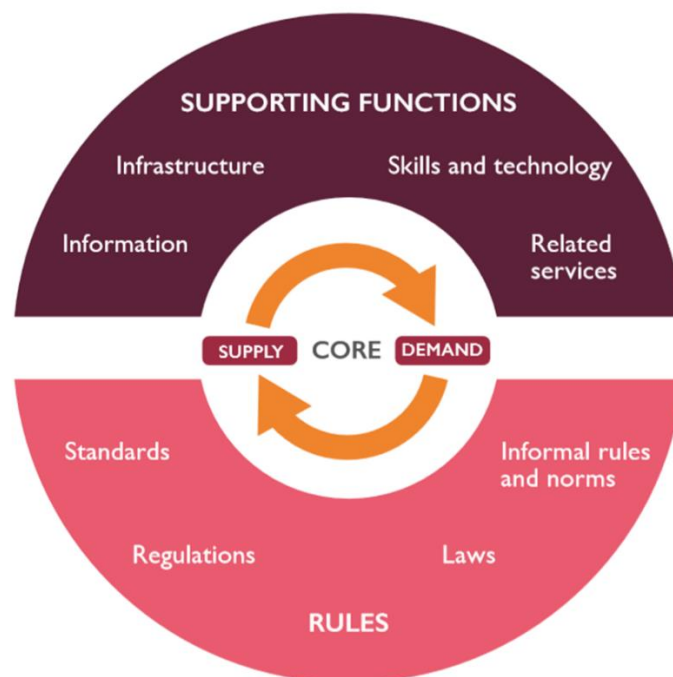 SUPPORTING FUNCTIONS
Infrastructure
Skills and technology
Information
Related
services
SUPPLY
CORE
DEMAND
Standards
Informal rules
and norms
Regulations
Laws
RULES